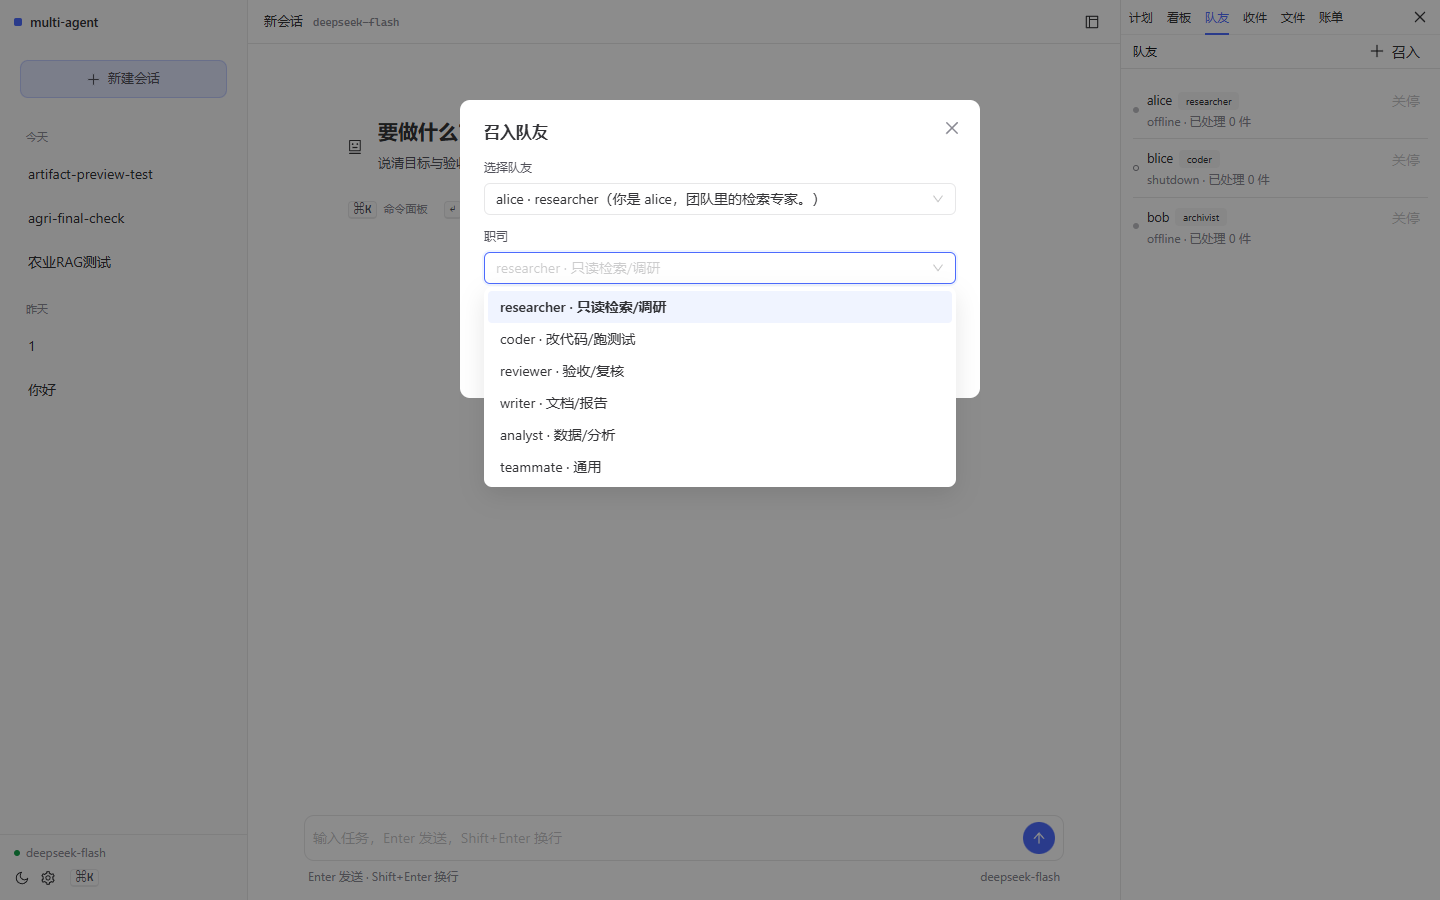 multi-agent
新建会话
今天
artifact-preview-test
agri-final-check
农业RAG测试
昨天
1
你好
deepseek-flash
⌘K
新会话 deepseek-flash
要做什么
说清目标与验
⌘K 命令面板 ↵
输入任务，Enter 发送，Shift+Enter 换行
Enter 发送 · Shift+Enter 换行
deepseek-flash
召入队友
选择队友
alice · researcher（你是 alice，团队里的检索专家。）
职司
researcher · 只读检索/调研
researcher · 只读检索/调研
coder · 改代码/跑测试
reviewer · 验收/复核
writer · 文档/报告
analyst · 数据/分析
teammate · 通用
计划 看板 队友 收件 文件 账单
队友 召入
alice researcher 关停
offline · 已处理 0 件
blice coder 关停
shutdown · 已处理 0 件
bob archivist 关停
offline · 已处理 0 件